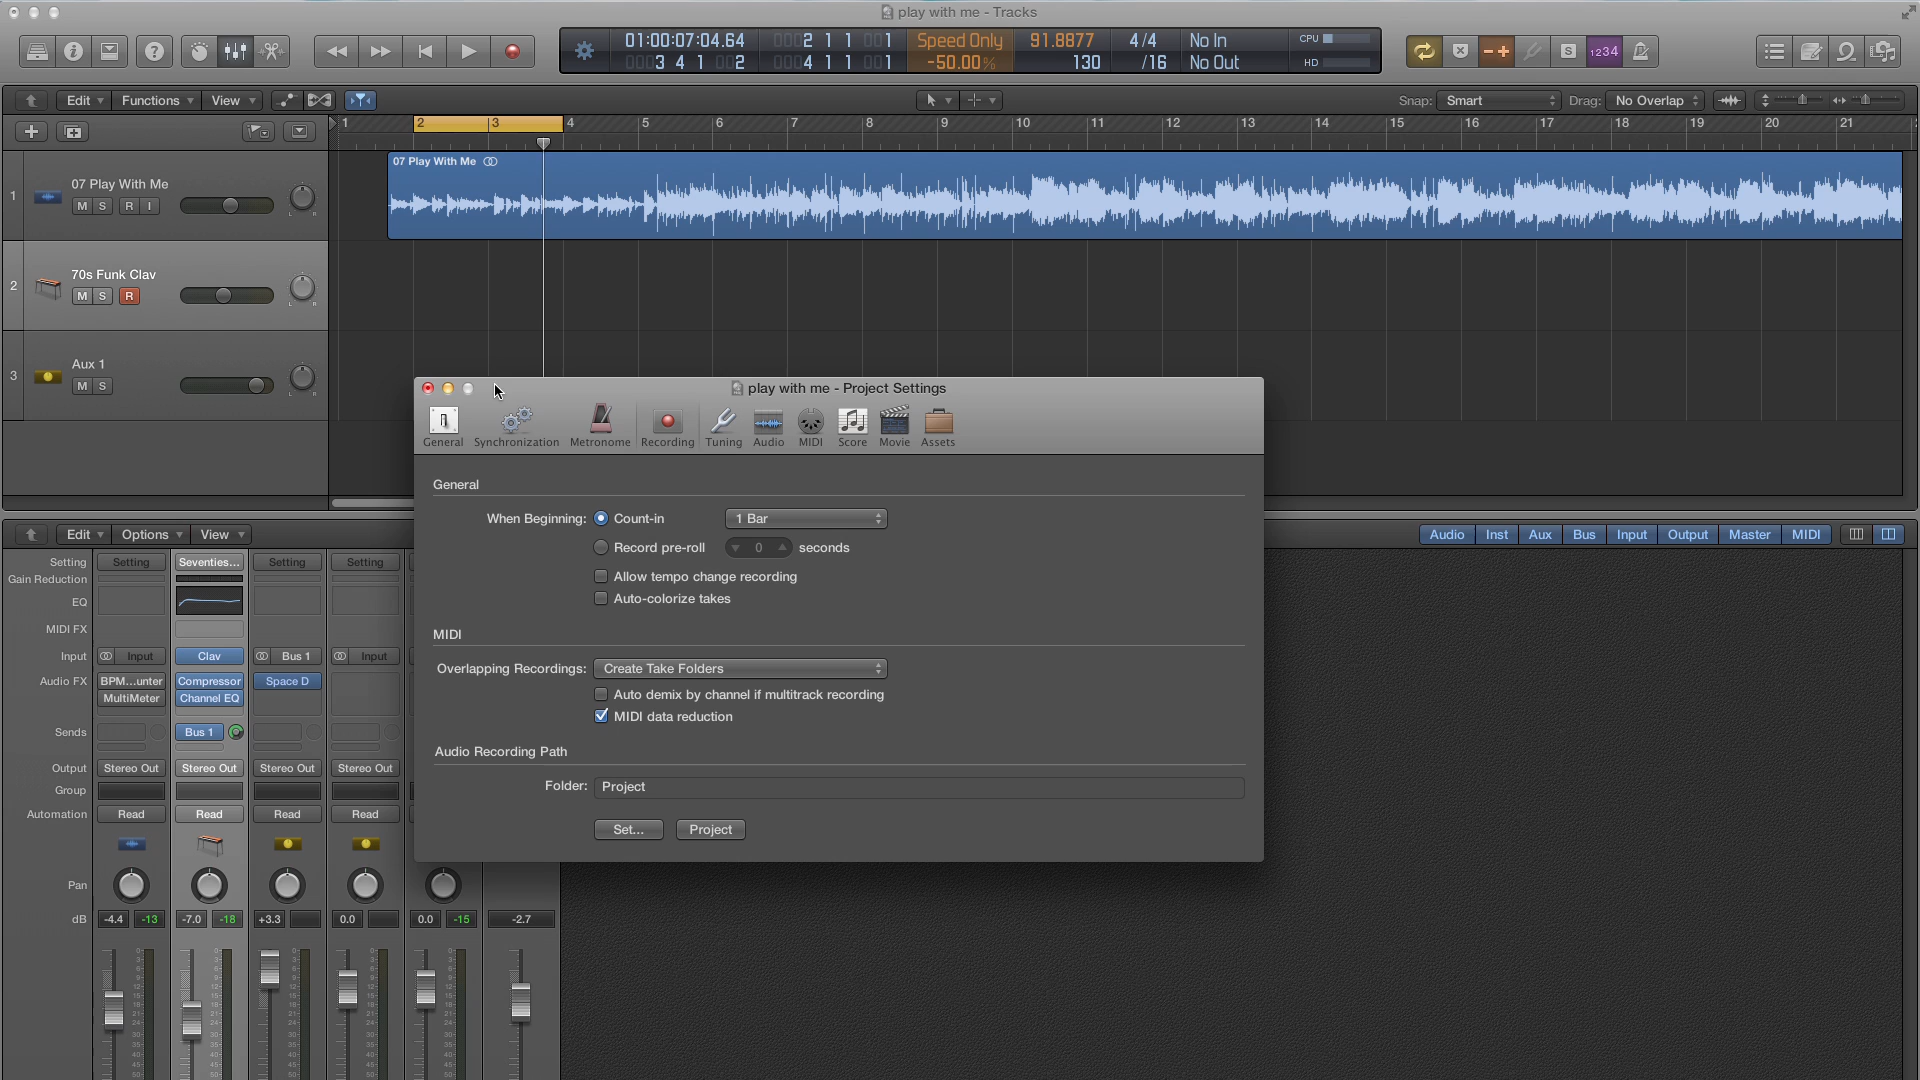 play with me - Tracks
01:00:07:04.64 0002 1 1 001 Speed Only 91.8877 4/4 No In CPU
0003 4 1 002 0004 1 1 001 -50.00% 130 /16 No Out HD
S 1234
Edit Functions View Snap: Smart Drag: No Overlap
1 2 3 4 5 6 7 8 9 10 11 12 13 14 15 16 17 18 19 20 21
07 Play With Me
1 07 Play With Me
M S R I
L R
70s Funk Clav
2
M S R
L R
Aux 1
3
M S
L R
play with me - Project Settings
General Synchronization Metronome Recording Tuning Audio MIDI Score Movie Assets
General
When Beginning: Count-in 1 Bar
Record pre-roll 0 seconds
Allow tempo change recording
Auto-colorize takes
MIDI
Overlapping Recordings: Create Take Folders
Auto demix by channel if multitrack recording
MIDI data reduction
Audio Recording Path
Folder: Project
Set... Project
Edit Options View Audio Inst Aux Bus Input Output Master MIDI
Setting Setting Seventies... Setting Setting
Gain Reduction
EQ
MIDI FX
Input Input Clav Bus 1 Input
Audio FX BPM...unter Compressor Space D
MultiMeter Channel EQ
Sends Bus 1
Output Stereo Out Stereo Out Stereo Out Stereo Out
Group
Automation Read Read Read Read
Pan
dB -4.4 -13 -7.0 -18 +3.3 0.0 0.0 -15 -2.7